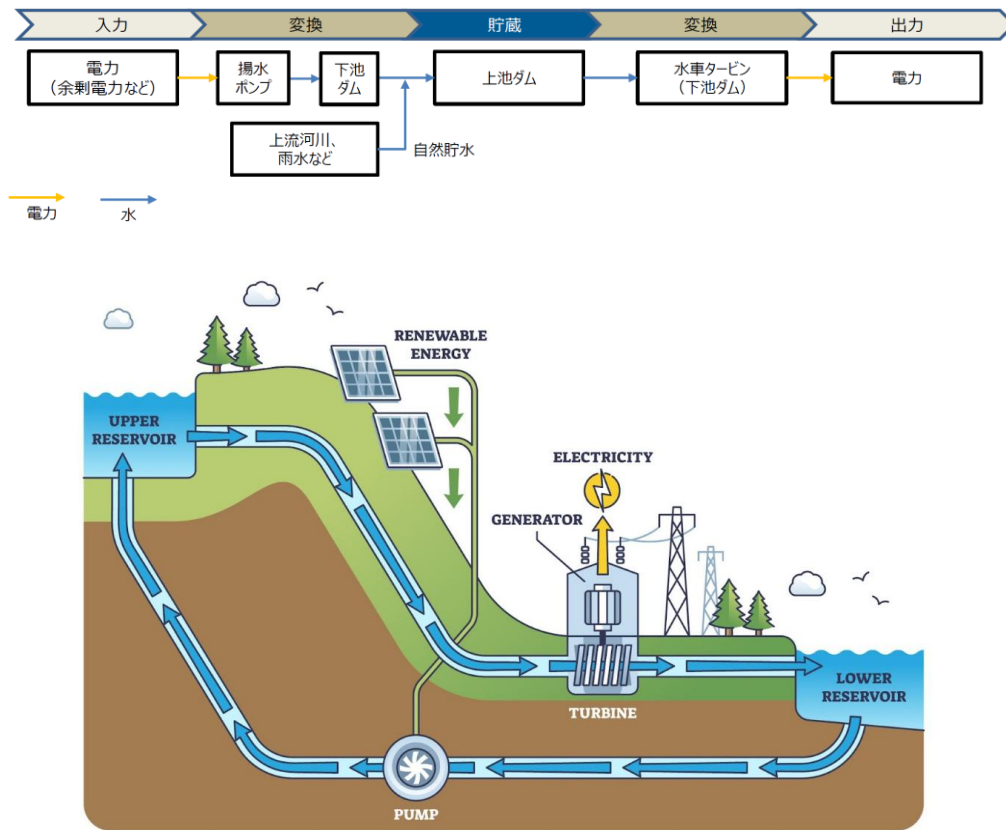 入力
変換
貯蔵
変換
出力
電力
（余剰電力など）
揚水
ポンプ
下池
ダム
上池ダム
水車タービン
（下池ダム）
電力
上流河川、
雨水など
自然貯水
電力
水
RENEWABLE
ENERGY
UPPER
RESERVOIR
ELECTRICITY
GENERATOR
LOWER
RESERVOIR
TURBINE
PUMP